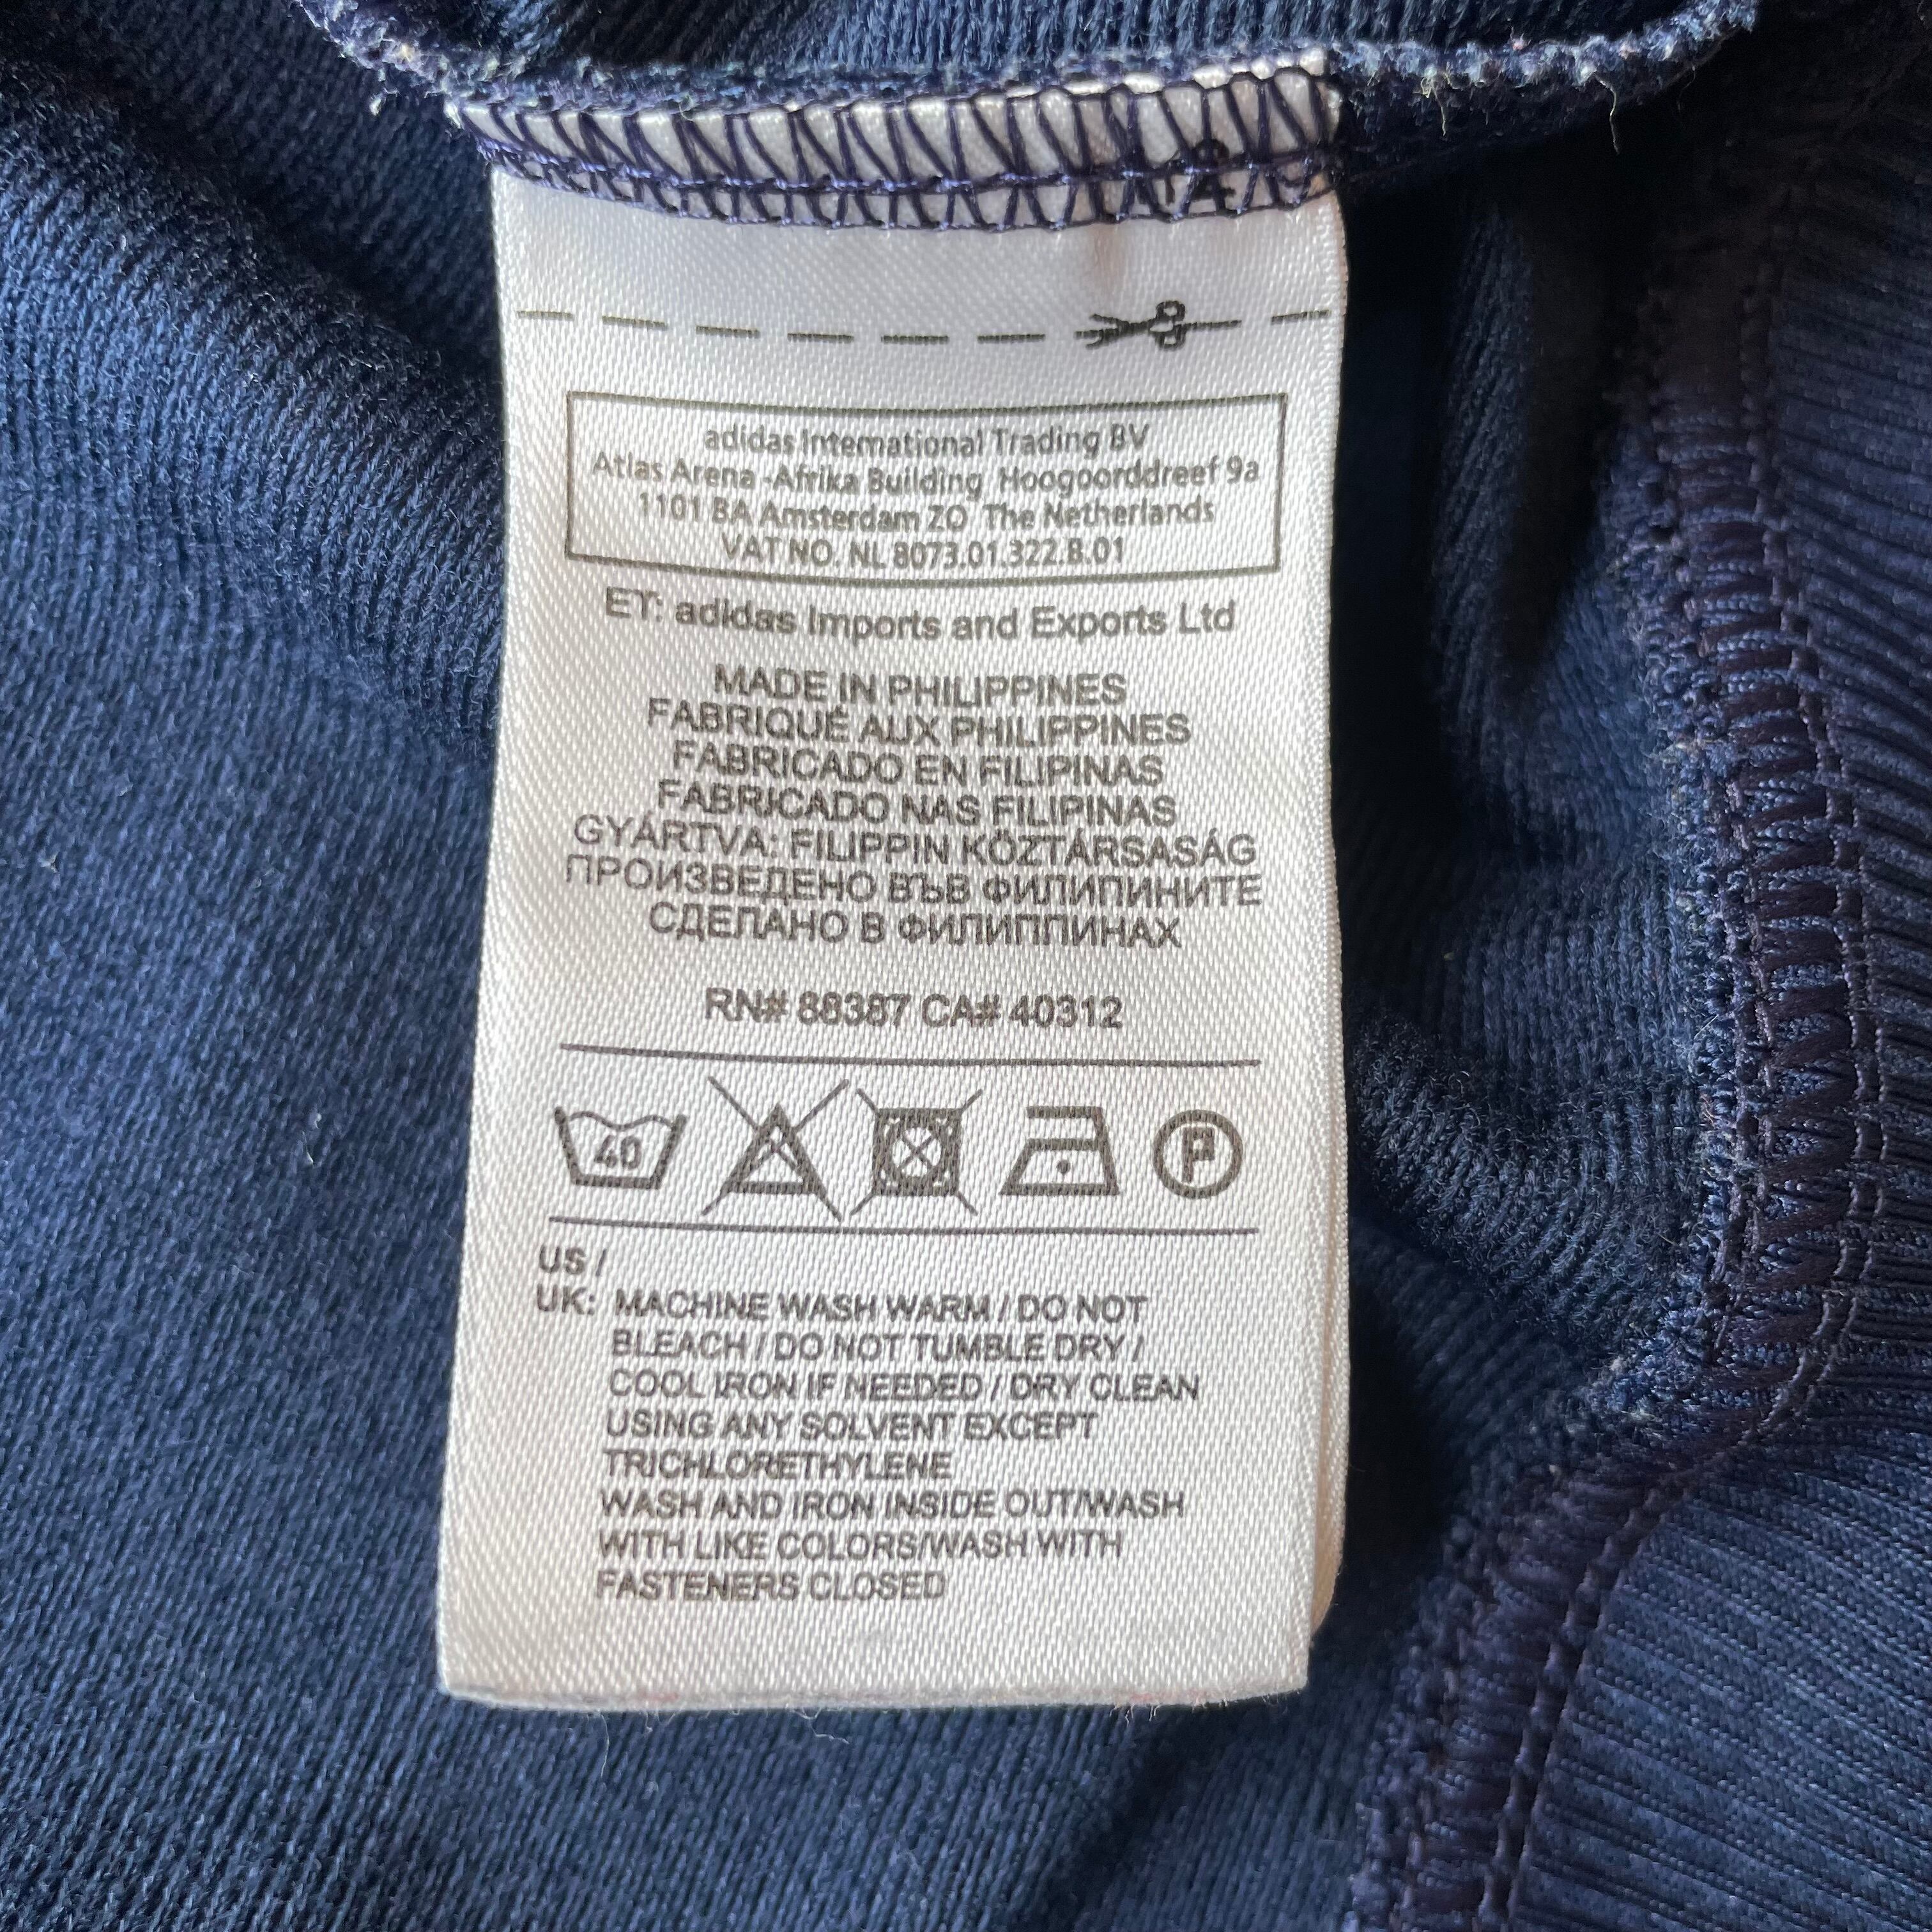 adidas International Trading BV
Atlas Arena -Afrika Building Hoogoorddreef 9a
1101 BA Amsterdam ZO The Netherlands
VAT NO. NL 8073.01.322.B.01
ET: adidas Imports and Exports Ltd
MADE IN PHILIPPINES
FABRIQUÉ AUX PHILIPPINES
FABRICADO EN FILIPINAS
FABRICADO NAS FILIPINAS
GYÁRTVA: FILIPPIN KÖZTÁRSASÁG
ПРОИЗВЕДЕНО ВЪВ ФИЛИПИНИТЕ
СДЕЛАНО В ФИЛИППИНАХ
RN# 88387 CA# 40312
40 P
US /
UK: MACHINE WASH WARM / DO NOT
BLEACH / DO NOT TUMBLE DRY /
COOL IRON IF NEEDED / DRY CLEAN
USING ANY SOLVENT EXCEPT
TRICHLORETHYLENE
WASH AND IRON INSIDE OUT/WASH
WITH LIKE COLORS/WASH WITH
FASTENERS CLOSED